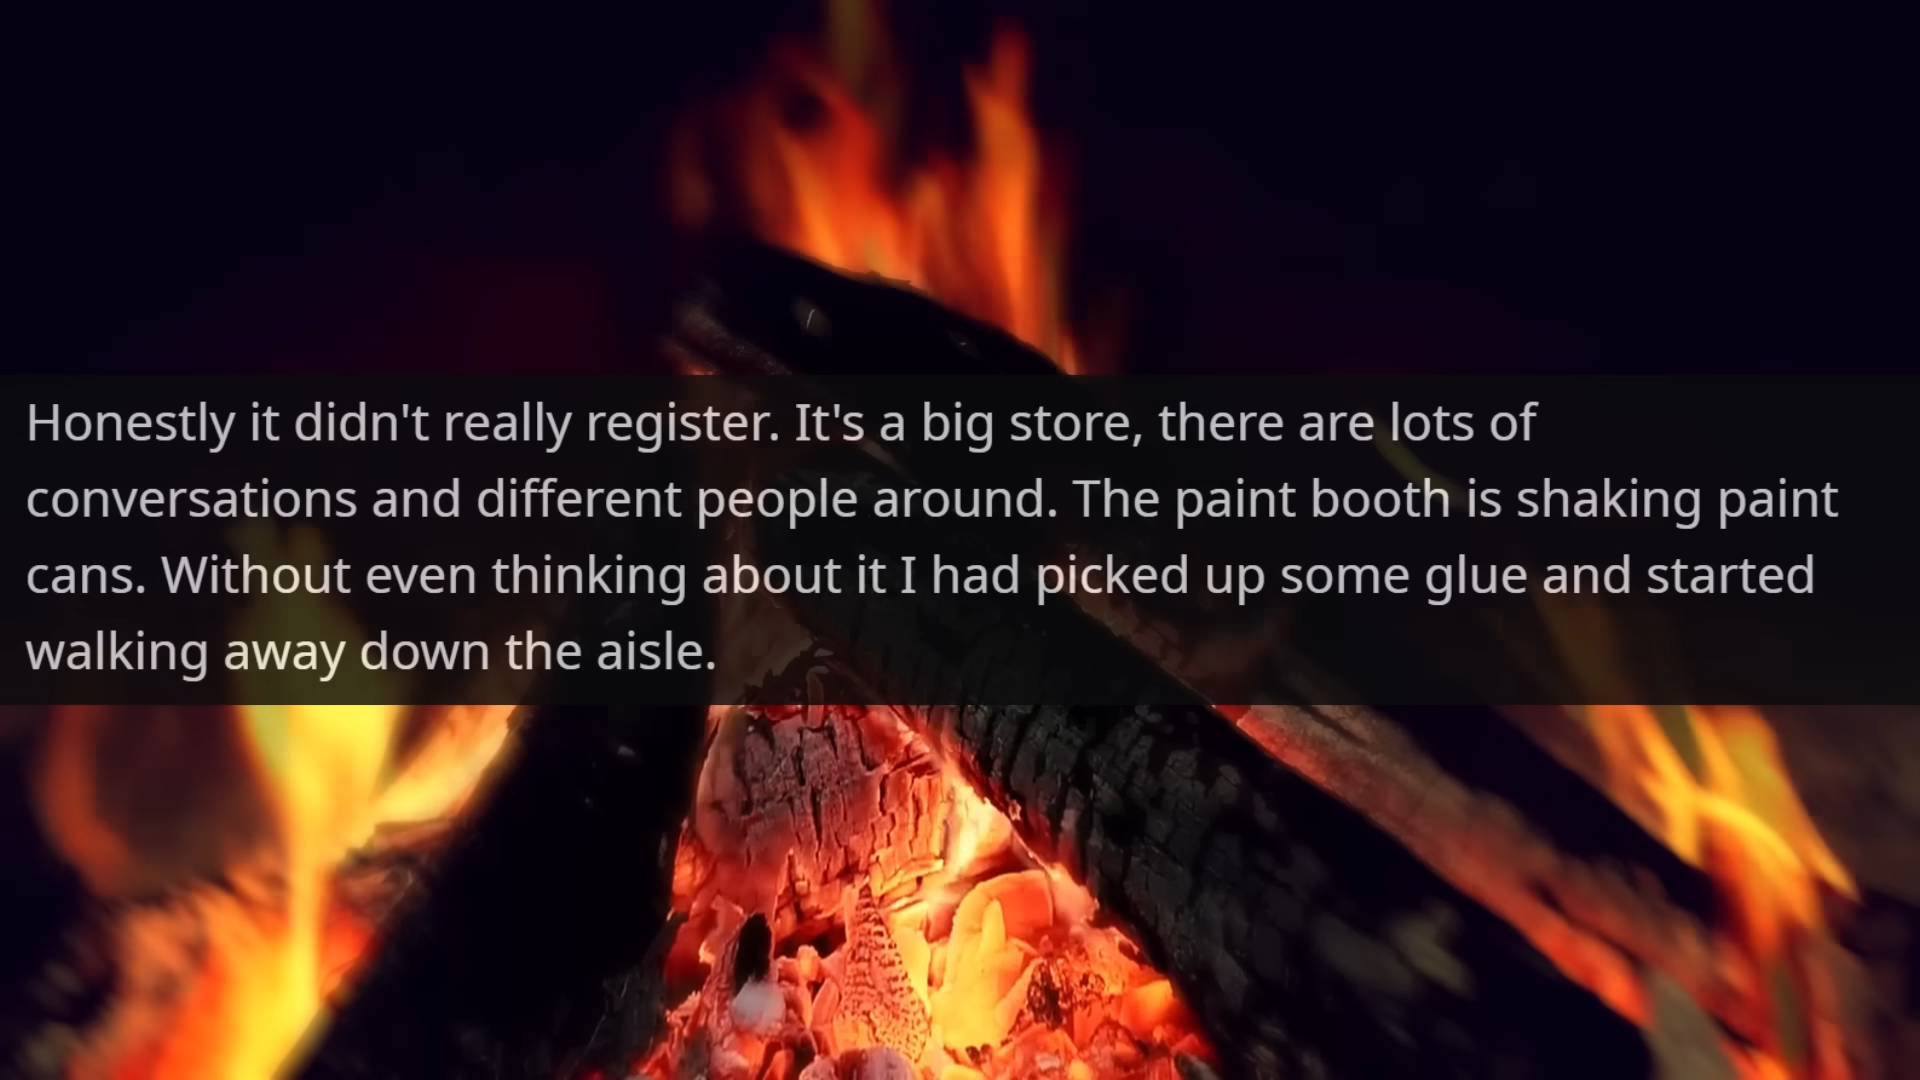 Honestly it didn't really register. It's a big store, there are lots of
conversations and different people around. The paint booth is shaking paint
cans. Without even thinking about it I had picked up some glue and started
walking away down the aisle.